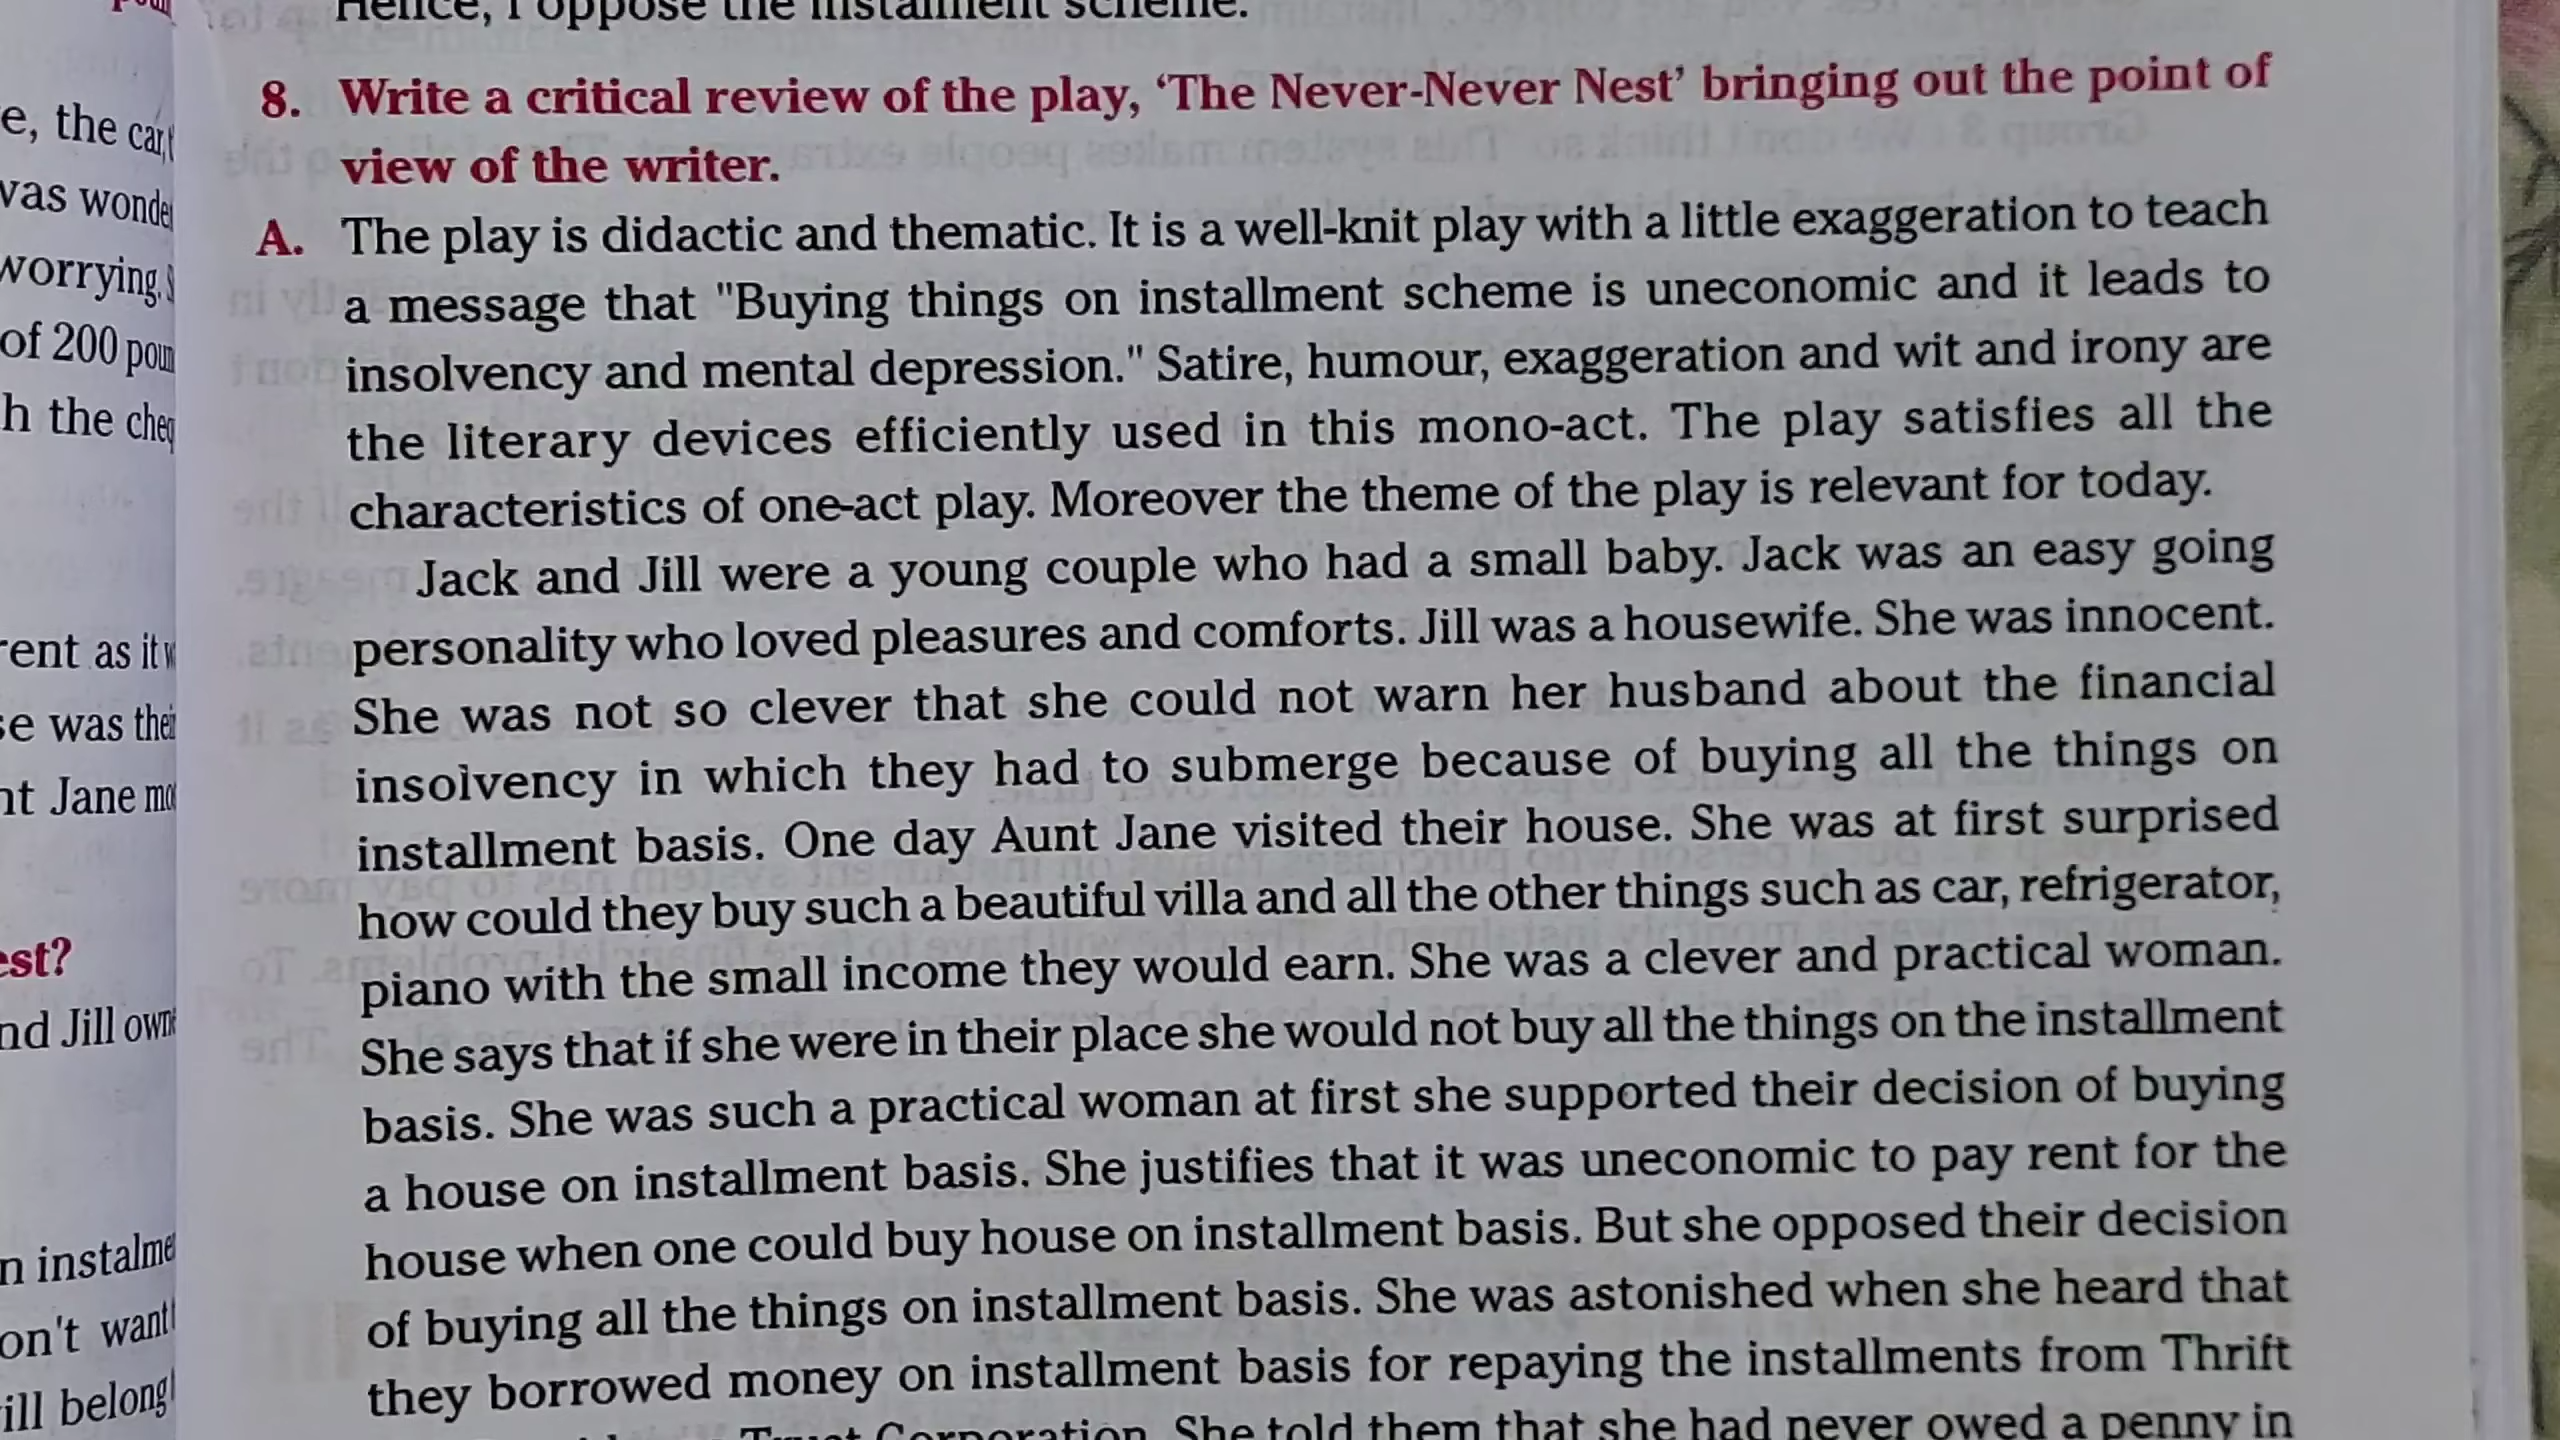 Hence, I oppose the instalment scheme.
8. Write a critical review of the play, ‘The Never-Never Nest’ bringing out the point of
view of the writer.
A. The play is didactic and thematic. It is a well-knit play with a little exaggeration to teach
a message that "Buying things on installment scheme is uneconomic and it leads to
insolvency and mental depression." Satire, humour, exaggeration and wit and irony are
the literary devices efficiently used in this mono-act. The play satisfies all the
characteristics of one-act play. Moreover the theme of the play is relevant for today.
Jack and Jill were a young couple who had a small baby. Jack was an easy going
personality who loved pleasures and comforts. Jill was a housewife. She was innocent.
She was not so clever that she could not warn her husband about the financial
insolvency in which they had to submerge because of buying all the things on
installment basis. One day Aunt Jane visited their house. She was at first surprised
how could they buy such a beautiful villa and all the other things such as car, refrigerator,
piano with the small income they would earn. She was a clever and practical woman.
She says that if she were in their place she would not buy all the things on the installment
basis. She was such a practical woman at first she supported their decision of buying
a house on installment basis. She justifies that it was uneconomic to pay rent for the
house when one could buy house on installment basis. But she opposed their decision
of buying all the things on installment basis. She was astonished when she heard that
they borrowed money on installment basis for repaying the installments from Thrift
Trust Corporation. She told them that she had never owed a penny in
e, the car,
was
worrying.
of 200
h the
rent as it
se was
nt Jane
est?
nd Jill
n
on't want
ill